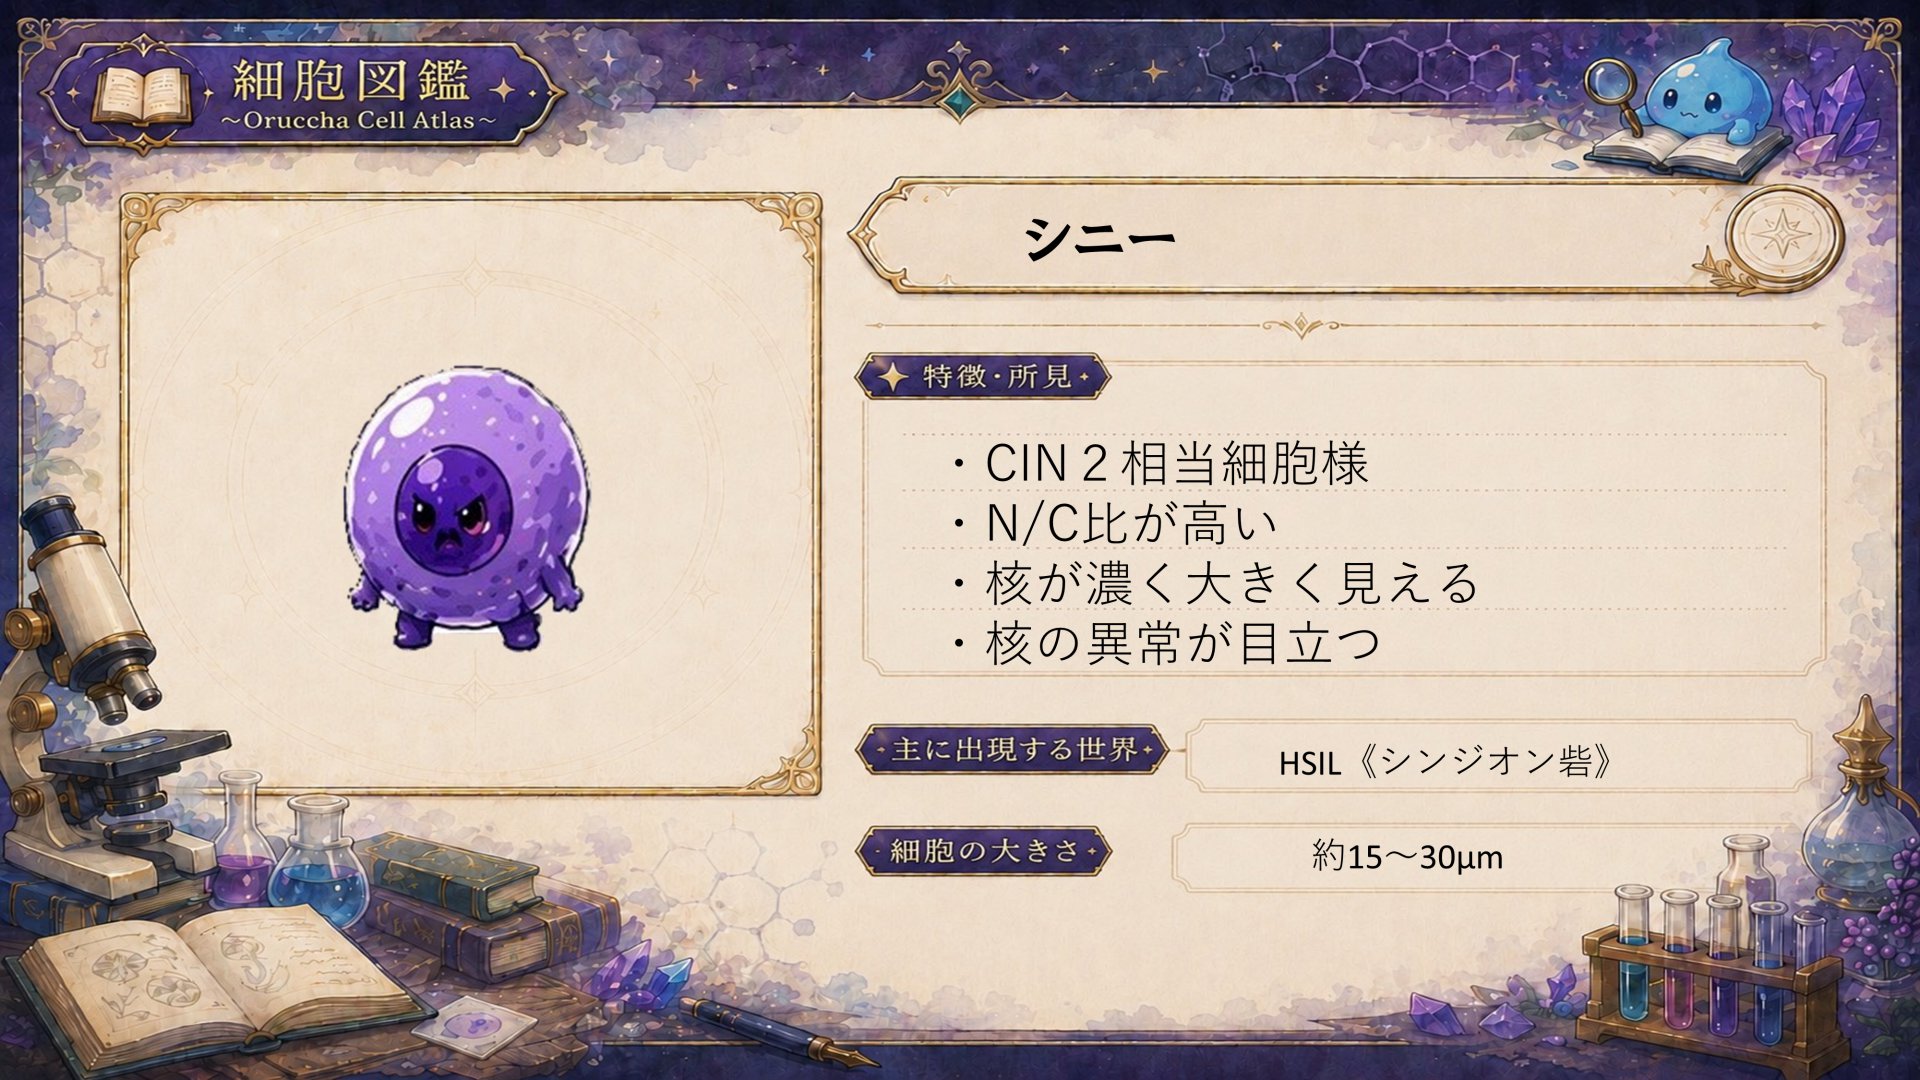 細胞図鑑
～Oruccha Cell Atlas～
シニー
特徴・所見
・CIN２相当細胞様
・N/C比が高い
・核が濃く大きく見える
・核の異常が目立つ
主に出現する世界
HSIL《シンジオン砦》
細胞の大きさ
約15～30μm